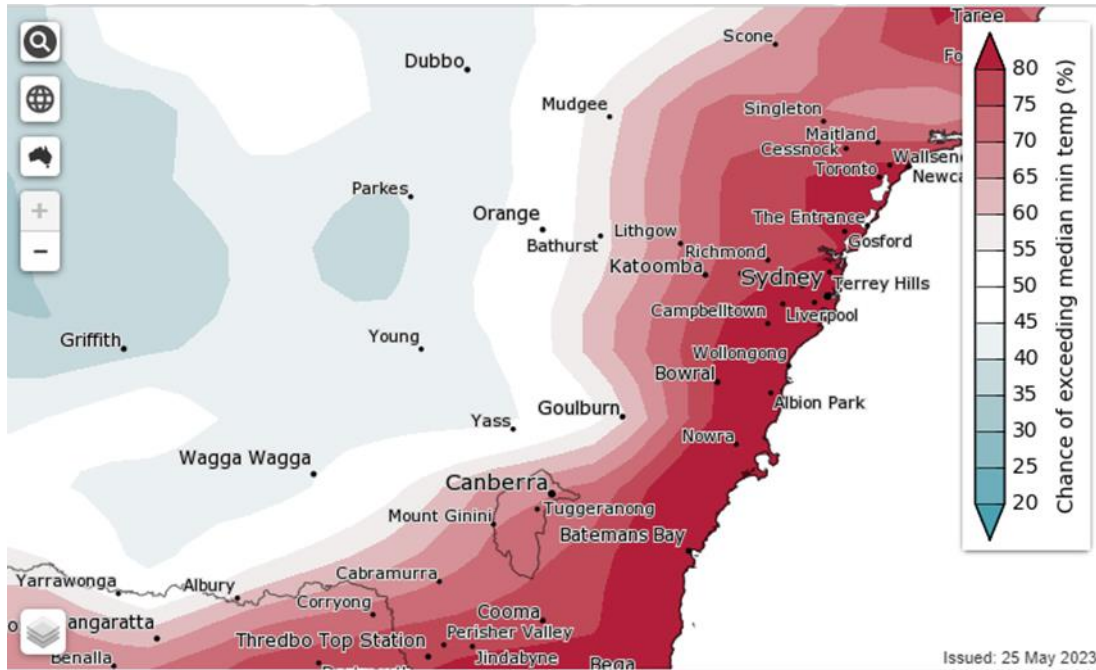 Taree
Scone
Fo
Dubbo
Mudgee
Singleton
Maitland
Cessnock
Wallsend
Toronto
Newca
Parkes
Orange
The Entrance
Bathurst
Lithgow
Gosford
Richmond
Katoomba
Sydney
Terrey Hills
Campbelltown
Liverpool
Griffith
Young
Wollongong
Bowral
Albion Park
Goulburn
Yass
Nowra
Wagga Wagga
Canberra
Tuggeranong
Mount Ginini
Batemans Bay
Yarrawonga
Albury
Cabramurra
Corryong
Cooma
angaratta
Thredbo Top Station
Perisher Valley
Benalla
Jindabyne
Bega
80
75
70
65
60
55
50
45
40
35
30
25
20
Chance of exceeding median min temp (%)
+
−
Issued: 25 May 2023